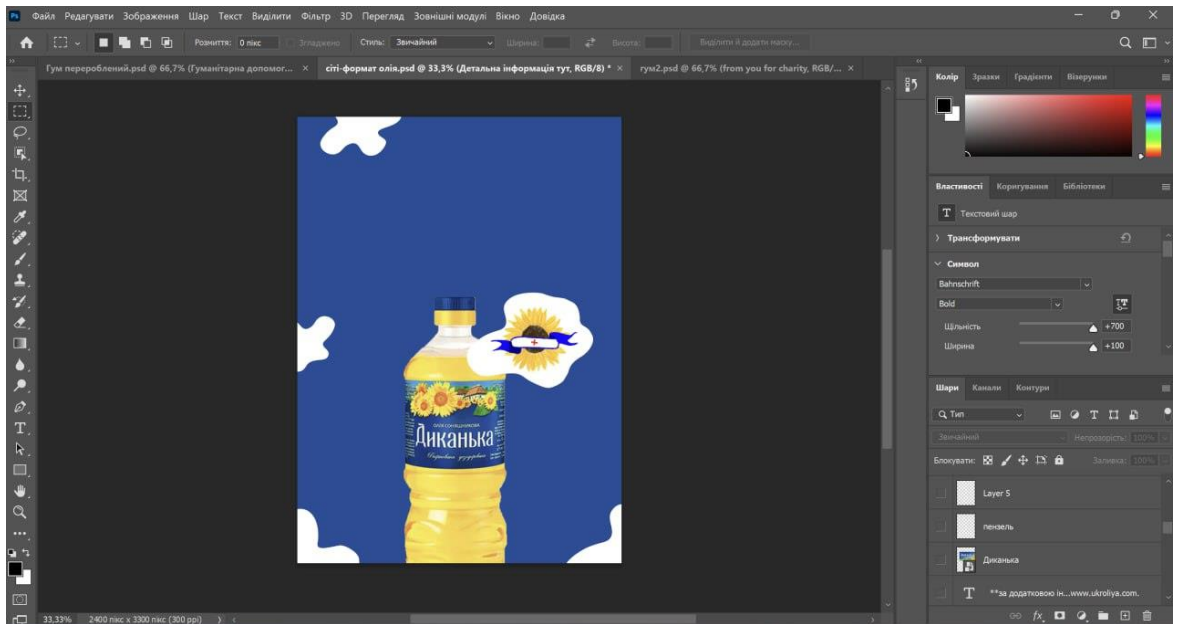 Ps Файл Редагувати Зображення Шар Текст Виділити Фільтр 3D Перегляд Зовнішні модулі Вікно Довідка
Розмиття: 0 пікс Згладжено Стиль: Звичайний Ширина: Висота: Виділити й додати маску...
Гум перероблений.psd @ 66,7% (Гуманітарна допомог... × сіті-формат олія.psd @ 33,3% (Детальна інформація тут, RGB/8) * × гум2.psd @ 66,7% (from you for charity, RGB/... ×
Колір Зразки Градієнти Візерунки
Властивості Коригування Бібліотеки
T Текстовий шар
Трансформувати
Символ
Bahnschrift
Bold
Щільність +700
Ширина +100
Диканька
Шари Канали Контури
Тип
Звичайний Непрозорість: 100%
Блокувати: Заливка: 100%
Layer 5
пензель
Диканька
T **за додатковою ін...www.ukroliya.com.
33,33% 2400 пікс x 3300 пікс (300 ppi)